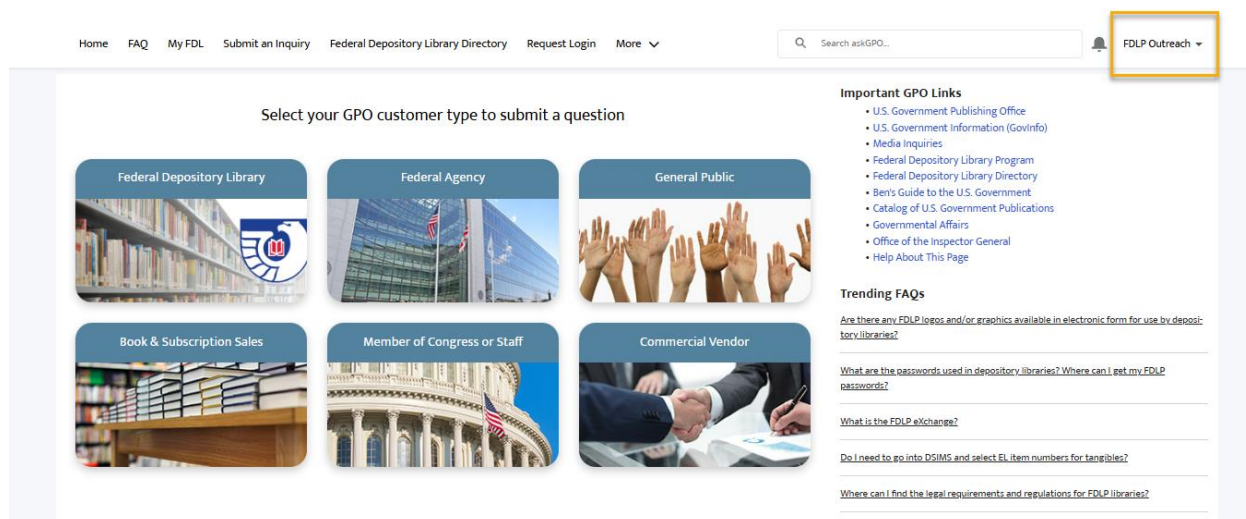 Home FAQ My FDL Submit an Inquiry Federal Depository Library Directory Request Login More Search askGPO... FDLP Outreach
Select your GPO customer type to submit a question
Federal Depository Library Federal Agency General Public
Book & Subscription Sales Member of Congress or Staff Commercial Vendor
Important GPO Links
• U.S. Government Publishing Office
• U.S. Government Information (GovInfo)
• Media Inquiries
• Federal Depository Library Program
• Federal Depository Library Directory
• Ben's Guide to the U.S. Government
• Catalog of U.S. Government Publications
• Governmental Affairs
• Office of the Inspector General
• Help About This Page
Trending FAQs
Are there any FDLP logos and/or graphics available in electronic form for use by deposi-
tory libraries?
What are the passwords used in depository libraries? Where can I get my FDLP
passwords?
What is the FDLP eXchange?
Do I need to go into DSIMS and select EL item numbers for tangibles?
Where can I find the legal requirements and regulations for FDLP libraries?